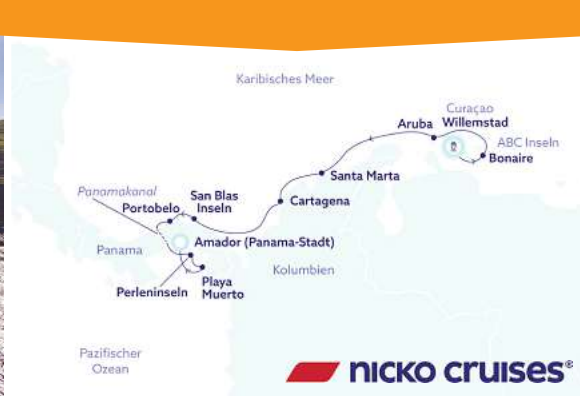 Karibisches Meer
Curaçao
Aruba Willemstad
ABC Inseln
Bonaire
Santa Marta
Cartagena
Panamakanal
San Blas
Inseln
Portobelo
Amador (Panama-Stadt)
Panama
Kolumbien
Playa
Muerto
Perleninseln
Pazifischer
Ozean
nicko cruises®